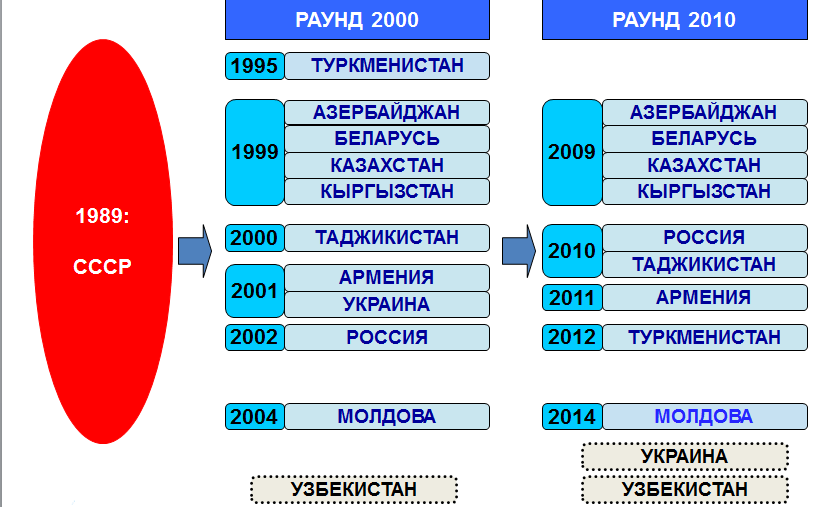 1989:
СССР
РАУНД 2000
1995 ТУРКМЕНИСТАН
1999
АЗЕРБАЙДЖАН
БЕЛАРУСЬ
КАЗАХСТАН
КЫРГЫЗСТАН
2000 ТАДЖИКИСТАН
2001
АРМЕНИЯ
УКРАИНА
2002 РОССИЯ
2004 МОЛДОВА
УЗБЕКИСТАН
РАУНД 2010
2009
АЗЕРБАЙДЖАН
БЕЛАРУСЬ
КАЗАХСТАН
КЫРГЫЗСТАН
2010
РОССИЯ
ТАДЖИКИСТАН
2011 АРМЕНИЯ
2012 ТУРКМЕНИСТАН
2014 МОЛДОВА
УКРАИНА
УЗБЕКИСТАН